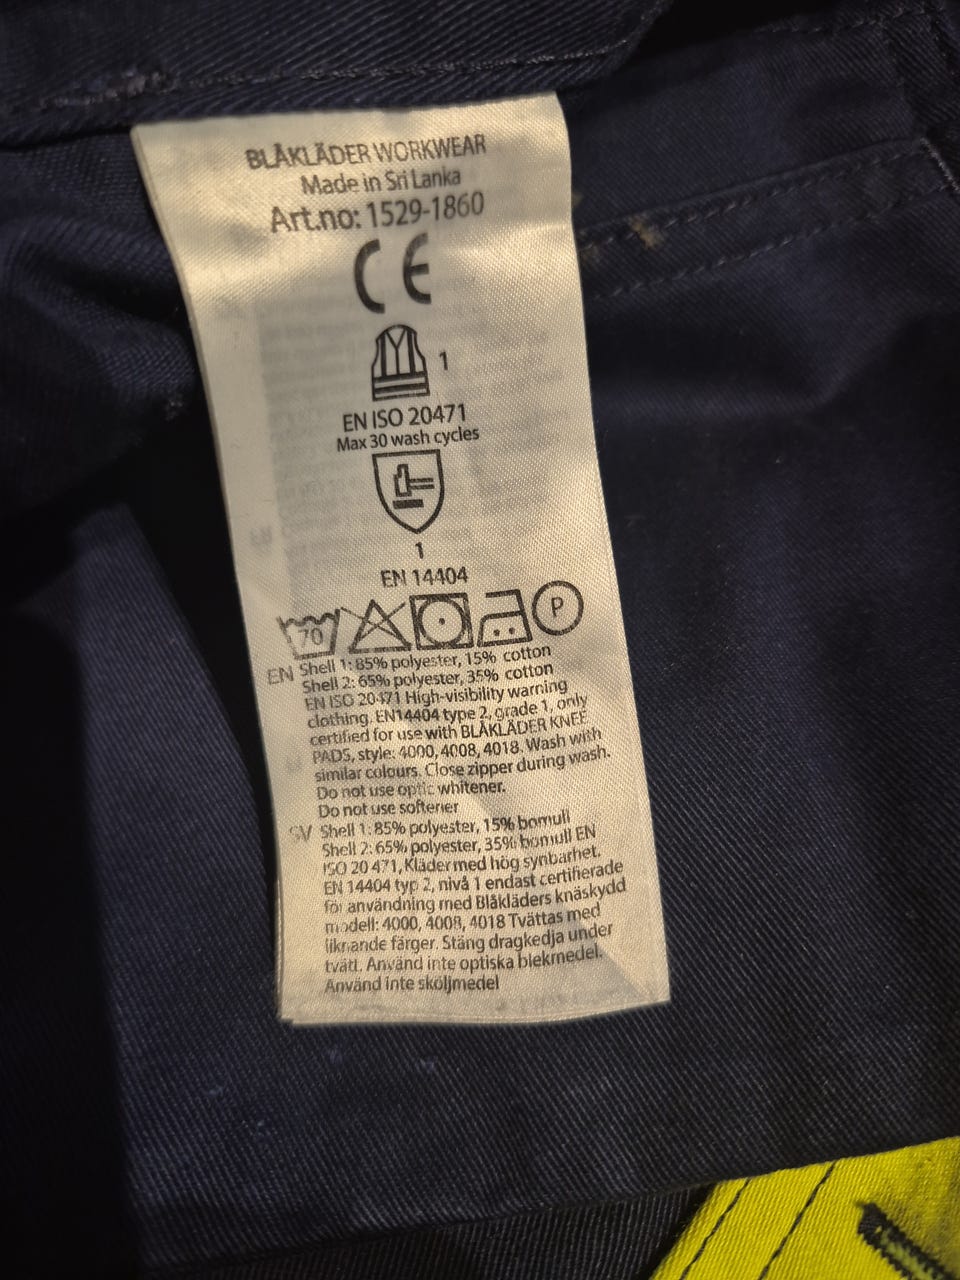 BLÅKLÄDER WORKWEAR
Made in Sri Lanka
Art.no: 1529-1860
CE
1
EN ISO 20471
Max 30 wash cycles
1
EN 14404
70 P
EN Shell 1: 85% polyester, 15% cotton
Shell 2: 65% polyester, 35% cotton
EN ISO 20471 High-visibility warning
clothing. EN14404 type 2, grade 1, only
certified for use with BLÅKLÄDER KNEE
PADS, style: 4000, 4008, 4018. Wash with
similar colours. Close zipper during wash.
Do not use optic whitener.
Do not use softener
SV Shell 1: 85% polyester, 15% bomull
Shell 2: 65% polyester, 35% bomull EN
ISO 20 471, Kläder med hög synbarhet.
EN 14404 typ 2, nivå 1 endast certifierade
för användning med Blåkläders knäskydd
modell: 4000, 4008, 4018 Tvättas med
liknande färger. Stäng dragkedja under
tvätt. Använd inte optiska blekmedel.
Använd inte sköljmedel